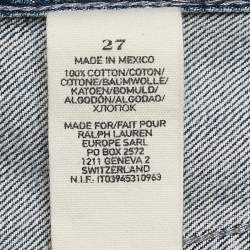 27
MADE IN MEXICO
100% COTTON/COTON/
COTONE/BAUMWOLLE/
KATOEN/BOMULD/
ALGODÓN/ALGODAO/
ХЛОПОК
MADE FOR/FAIT POUR
RALPH LAUREN
EUROPE SARL
PO BOX 2572
1211 GENEVA 2
SWITZERLAND
N.I.F. IT03945310963